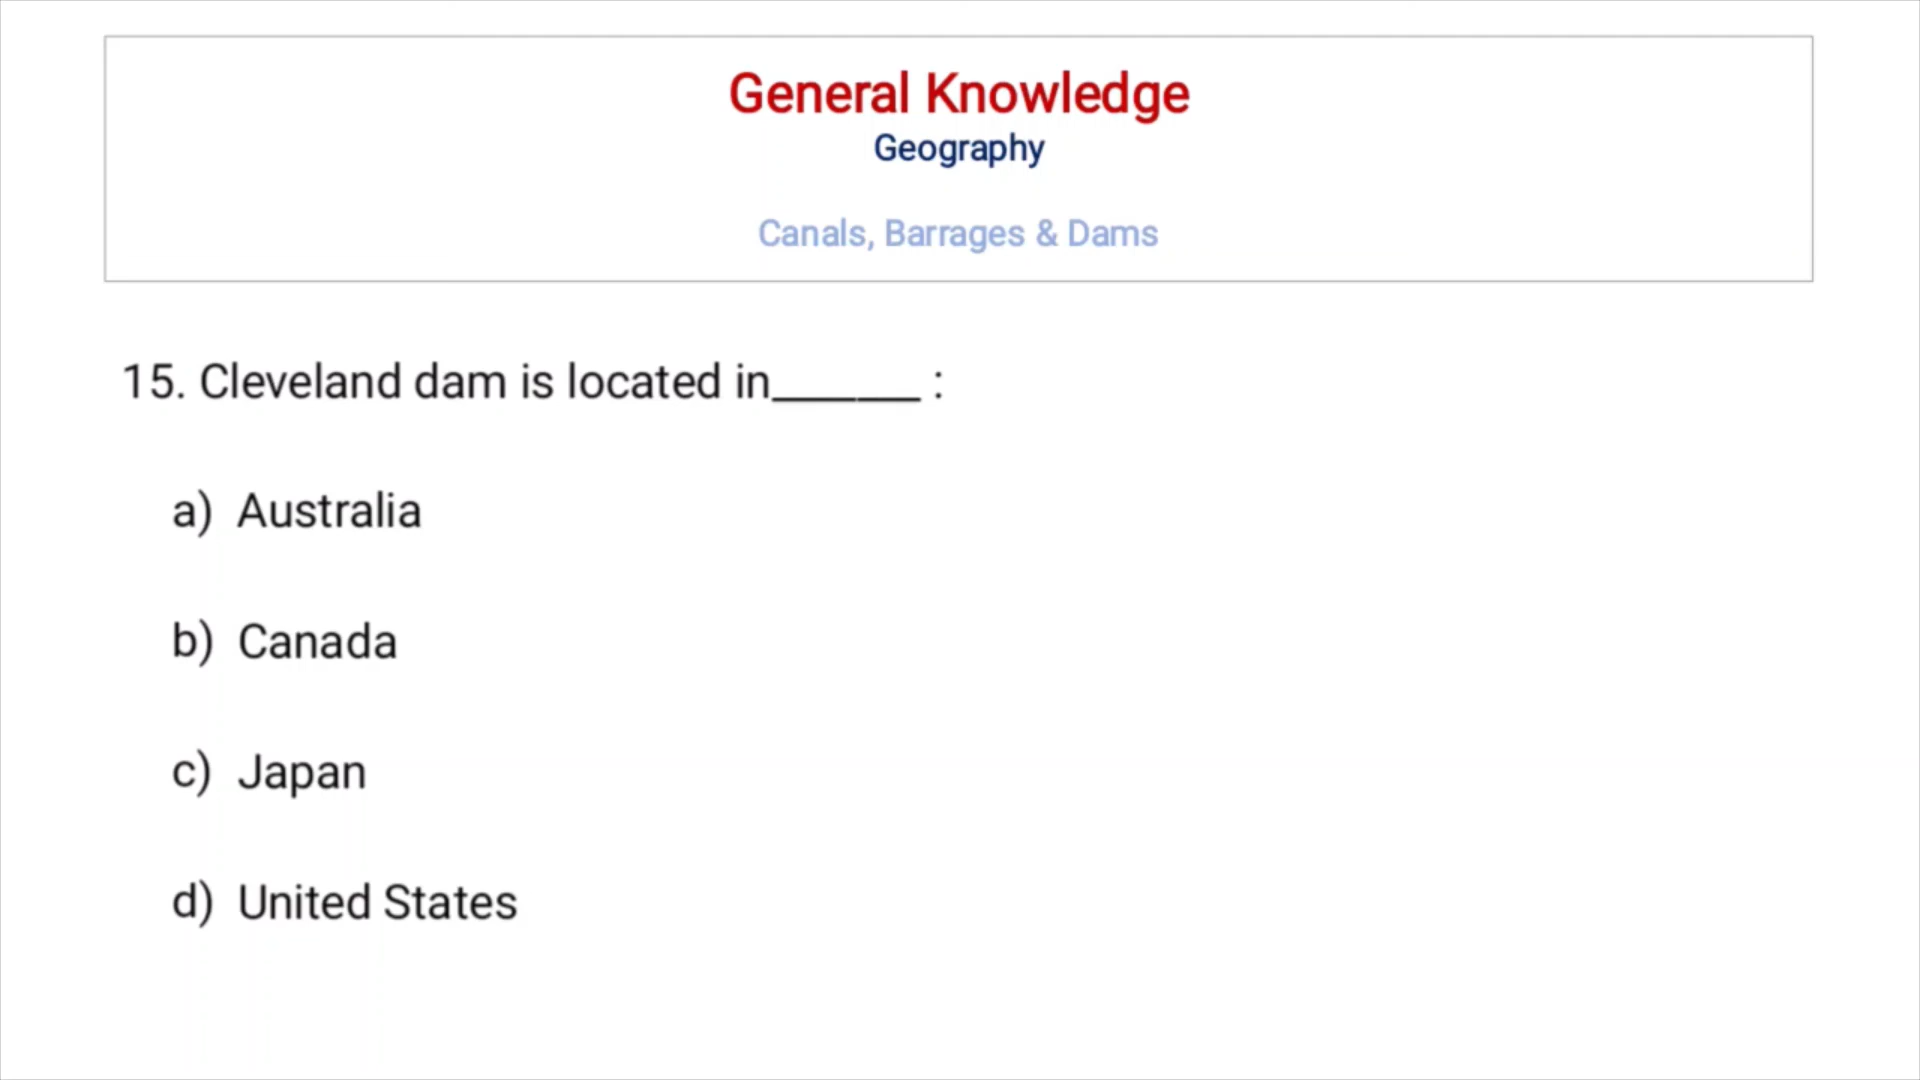 General Knowledge
Geography
Canals, Barrages & Dams
15. Cleveland dam is located in______ :
a) Australia
b) Canada
c) Japan
d) United States